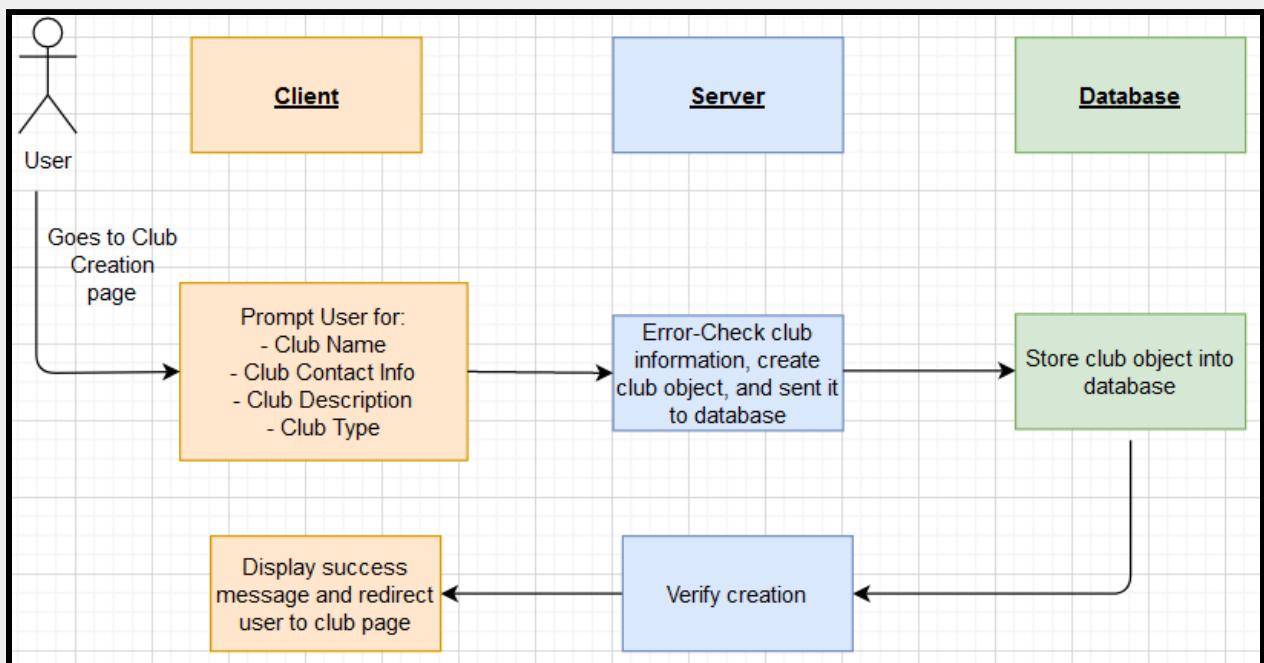 Client
Server
Database
User
Goes to Club
Creation
page
Prompt User for:
- Club Name
- Club Contact Info
- Club Description
- Club Type
Error-Check club
information, create
club object, and sent it
to database
Store club object into
database
Display success
message and redirect
user to club page
Verify creation